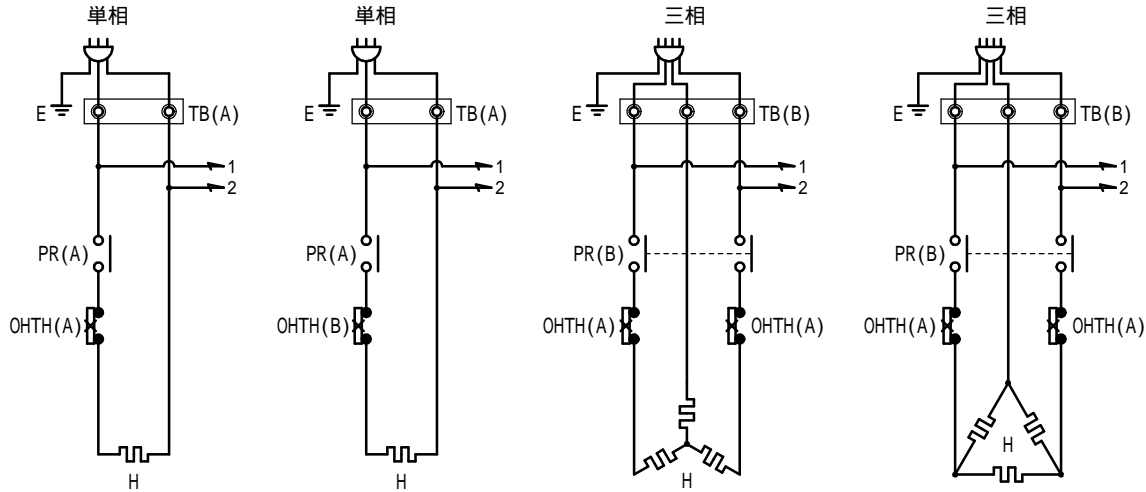 単相 単相 三相 三相
E TB(A) E TB(A) E TB(B) E TB(B)
1 1 1 1
2 2 2 2
PR(A) PR(A) PR(B) PR(B)
OHTH(A) OHTH(B) OHTH(A) OHTH(A) OHTH(A) OHTH(A)
H
H H H